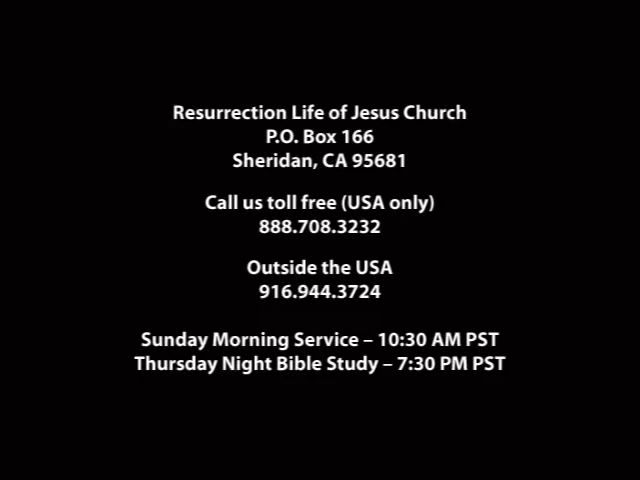 Resurrection Life of Jesus Church
P.O. Box 166
Sheridan, CA 95681
Call us toll free (USA only)
888.708.3232
Outside the USA
916.944.3724
Sunday Morning Service – 10:30 AM PST
Thursday Night Bible Study – 7:30 PM PST